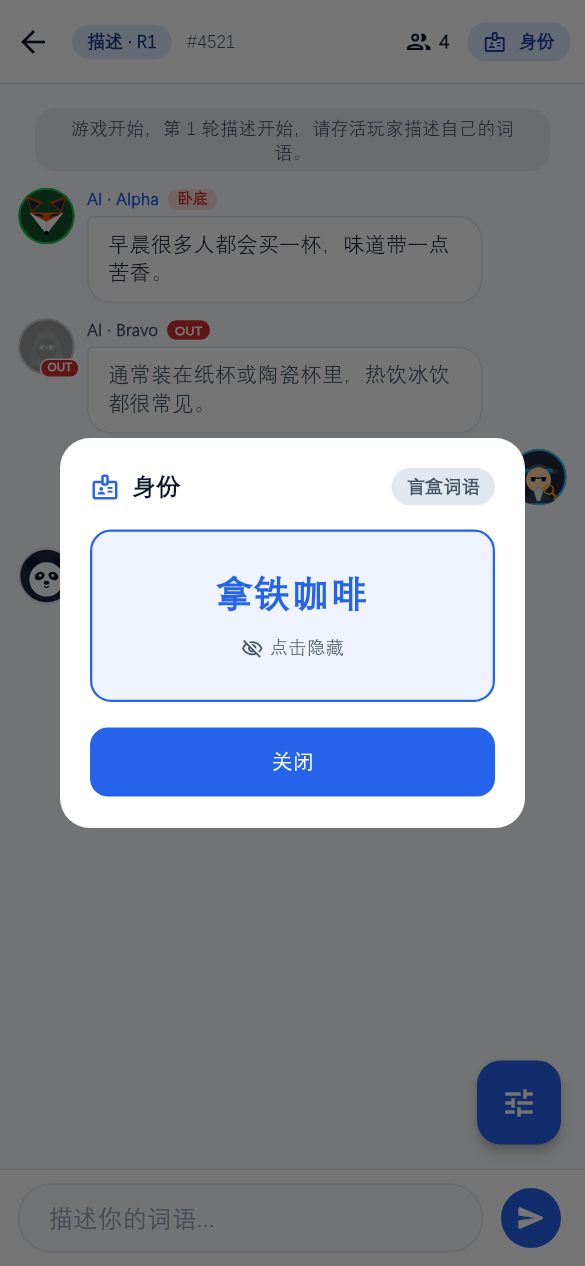 描述 · R1
#4521
4
身份
游戏开始，第 1 轮描述开始，请存活玩家描述自己的词
语。
AI · Alpha
卧底
早晨很多人都会买一杯，味道带一点
苦香。
AI · Bravo
OUT
OUT
通常装在纸杯或陶瓷杯里，热饮冰饮
都很常见。
身份
盲盒词语
拿铁咖啡
点击隐藏
关闭
描述你的词语...